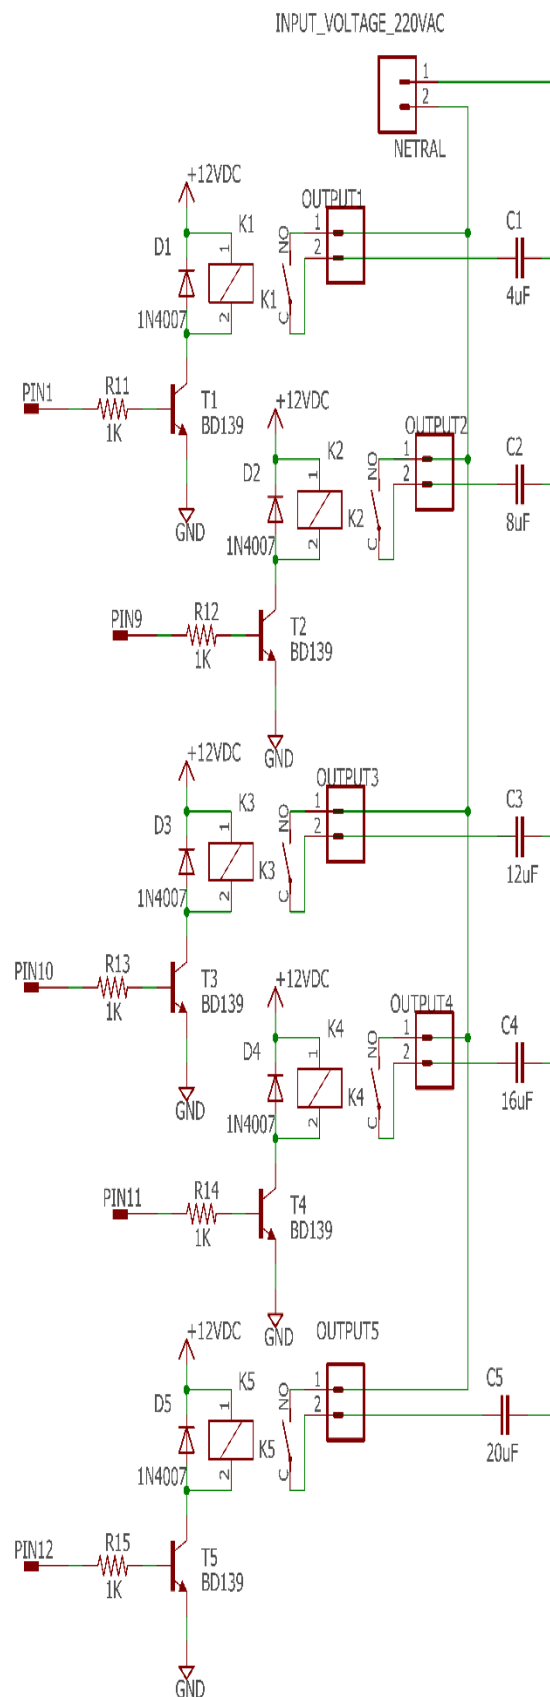 INPUT_VOLTAGE_220VAC
1
2
NETRAL
+12VDC
K1
OUTPUT1
D1
1
NO
1
2
C1
K1
1N4007
2
C
4uF
PIN1
R11
1K
T1
BD139
GND
+12VDC
K2
OUTPUT2
D2
1
NO
1
2
C2
K2
1N4007
2
C
8uF
PIN9
R12
1K
T2
BD139
GND
+12VDC
K3
OUTPUT3
D3
1
NO
1
2
C3
K3
1N4007
2
C
12uF
PIN10
R13
1K
T3
BD139
GND
+12VDC
K4
OUTPUT4
D4
1
NO
1
2
C4
K4
1N4007
2
C
16uF
PIN11
R14
1K
T4
BD139
GND
+12VDC
K5
OUTPUT5
D5
1
NO
1
2
C5
K5
1N4007
2
C
20uF
PIN12
R15
1K
T5
BD139
GND